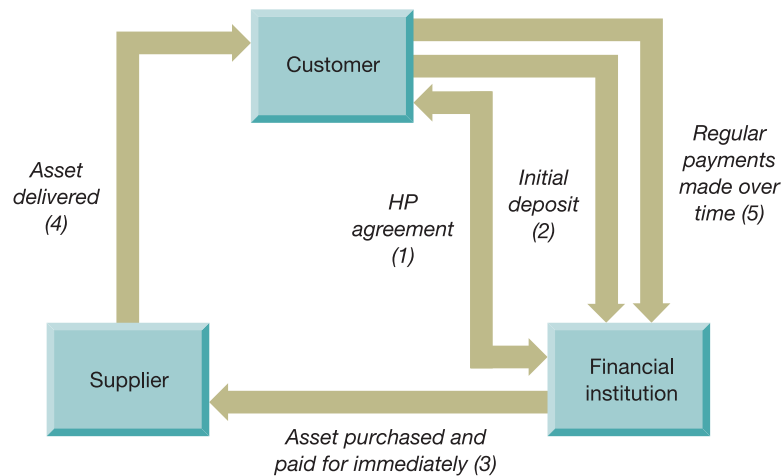 Customer
Asset
delivered
(4)
HP
agreement
(1)
Initial
deposit
(2)
Regular
payments
made over
time (5)
Supplier
Financial
institution
Asset purchased and
paid for immediately (3)